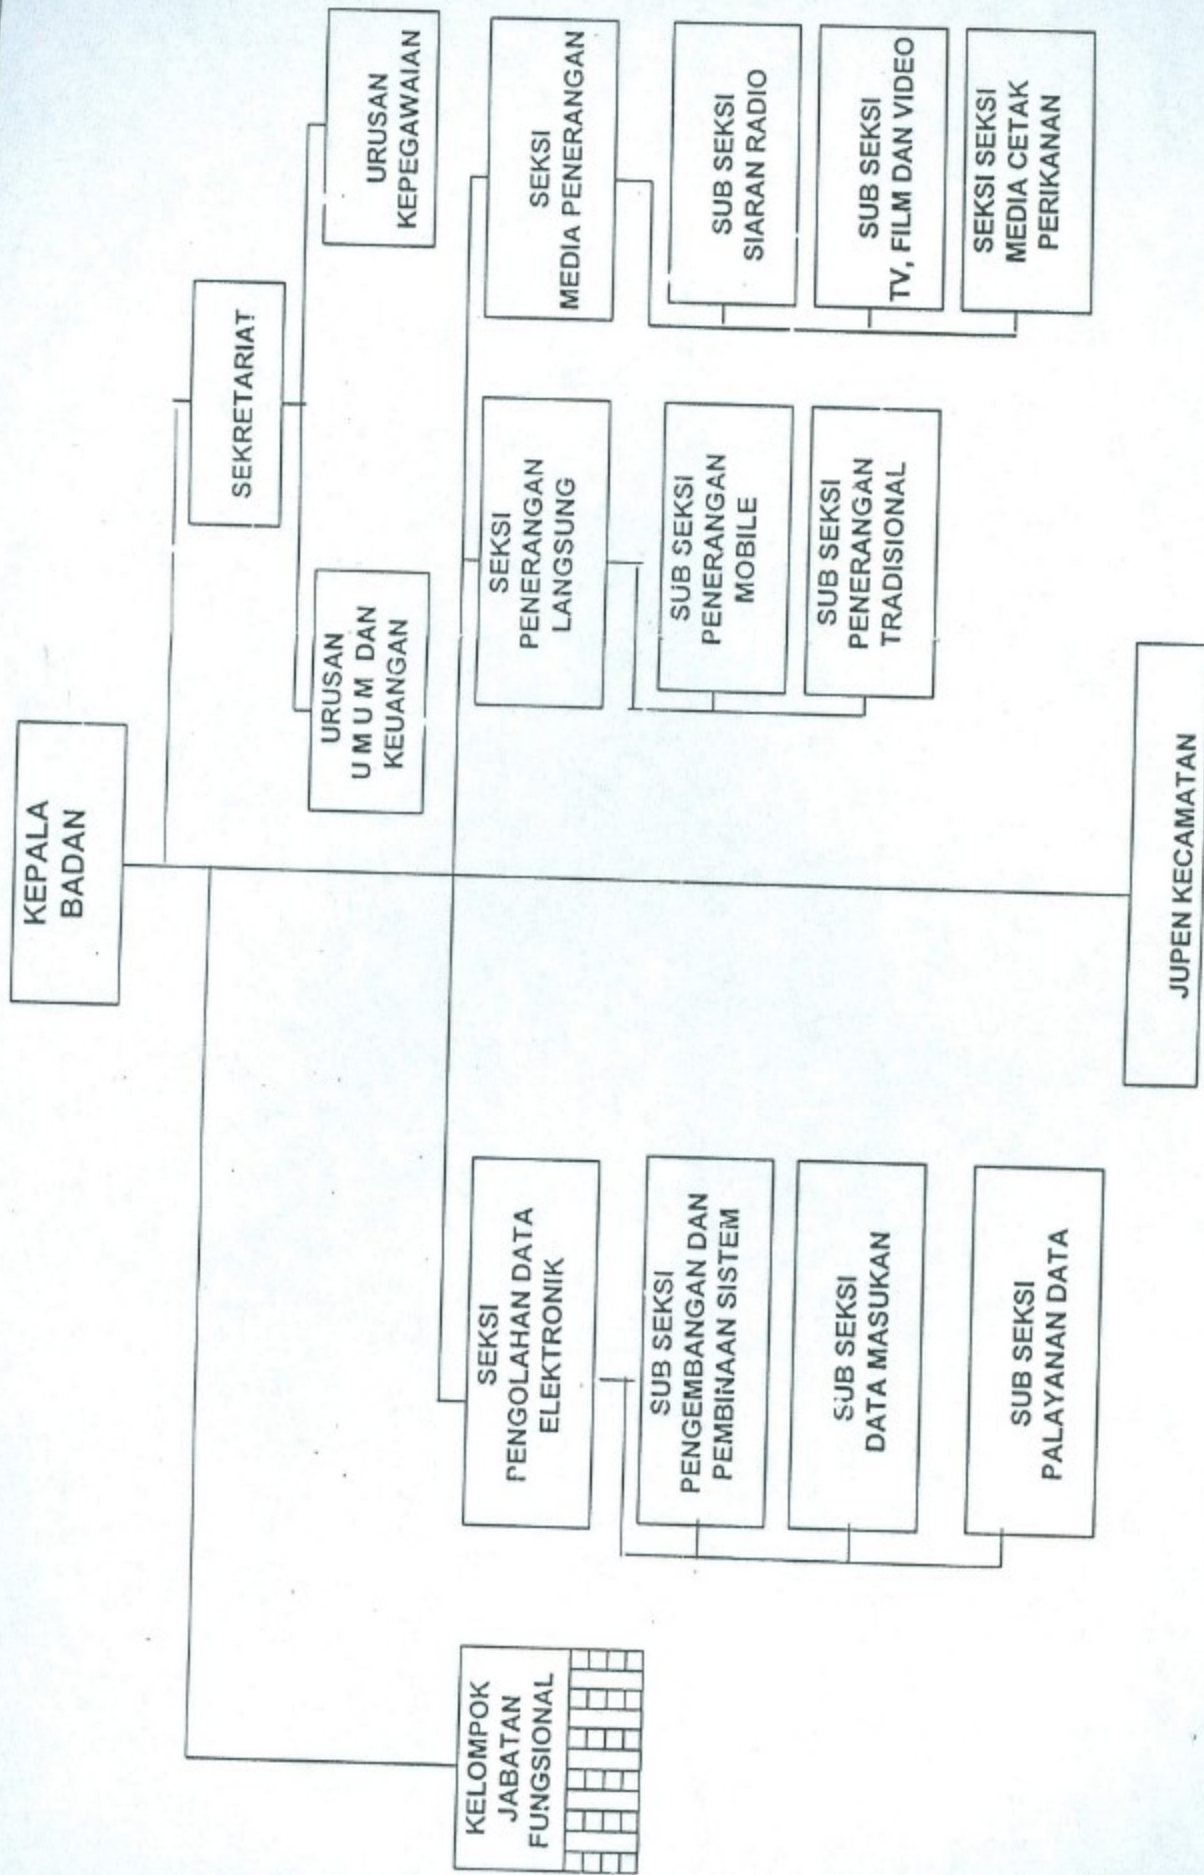 KEPALA
BADAN
SEKRETARIAT
URUSAN
U M U M DAN
KEUANGAN
URUSAN
KEPEGAWAIAN
KELOMPOK
JABATAN
FUNGSIONAL
SEKSI
PENGOLAHAN DATA
ELEKTRONIK
SUB SEKSI
PENGEMBANGAN DAN
PEMBINAAN SISTEM
SUB SEKSI
DATA MASUKAN
SUB SEKSI
PALAYANAN DATA
SEKSI
PENERANGAN
LANGSUNG
SUB SEKSI
PENERANGAN
MOBILE
SUB SEKSI
PENERANGAN
TRADISIONAL
SEKSI
MEDIA PENERANGAN
SUB SEKSI
SIARAN RADIO
SUB SEKSI
TV, FILM DAN VIDEO
SEKSI SEKSI
MEDIA CETAK
PERIKANAN
JUPEN KECAMATAN